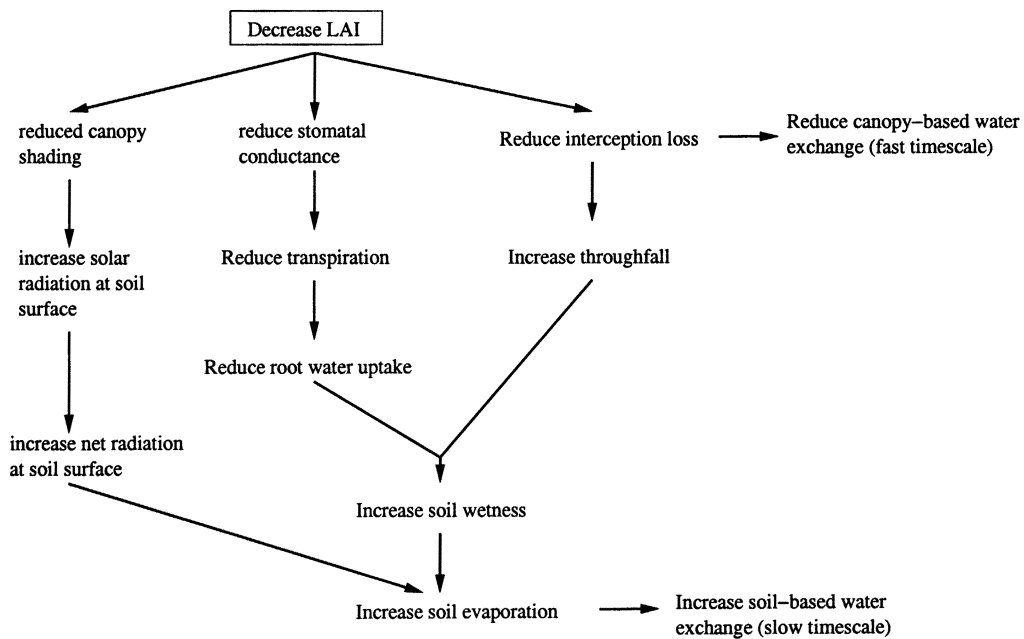 Decrease LAI
reduced canopy
shading
reduce stomatal
conductance
Reduce interception loss
Reduce canopy–based water
exchange (fast timescale)
increase solar
radiation at soil
surface
Reduce transpiration
Increase throughfall
Reduce root water uptake
increase net radiation
at soil surface
Increase soil wetness
Increase soil evaporation
Increase soil–based water
exchange (slow timescale)